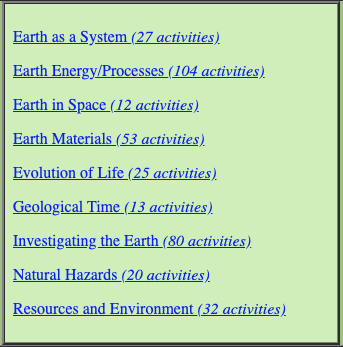 Earth as a System (27 activities)
Earth Energy/Processes (104 activities)
Earth in Space (12 activities)
Earth Materials (53 activities)
Evolution of Life (25 activities)
Geological Time (13 activities)
Investigating the Earth (80 activities)
Natural Hazards (20 activities)
Resources and Environment (32 activities)